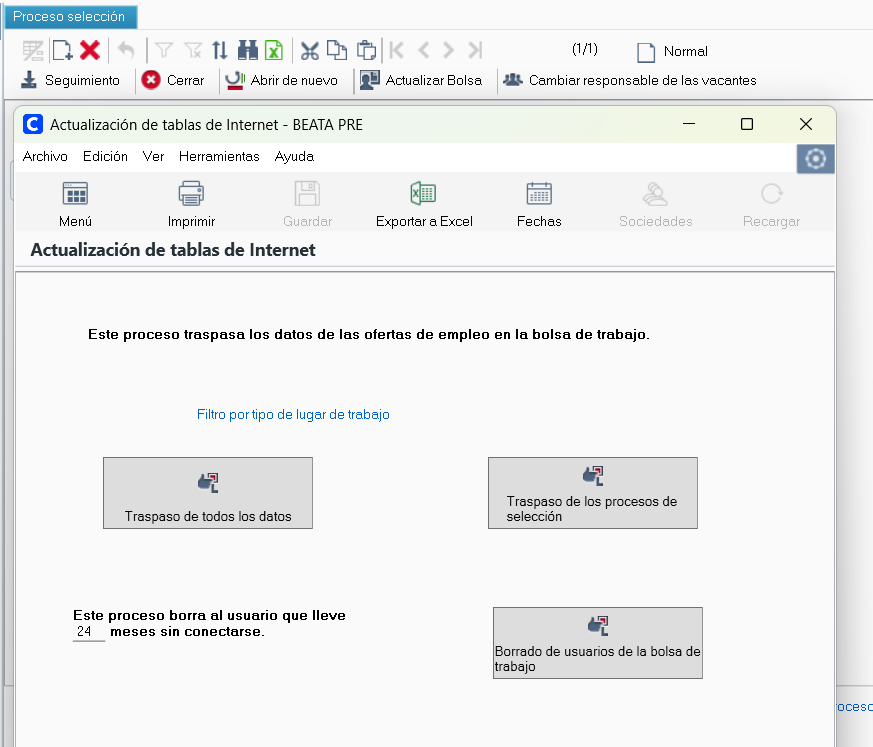 Proceso selección
(1/1) Normal
Seguimiento Cerrar Abrir de nuevo Actualizar Bolsa Cambiar responsable de las vacantes
C Actualización de tablas de Internet - BEATA PRE
Archivo Edición Ver Herramientas Ayuda
Menú Imprimir Guardar Exportar a Excel Fechas Sociedades Recargar
Actualización de tablas de Internet
Este proceso traspasa los datos de las ofertas de empleo en la bolsa de trabajo.
Filtro por tipo de lugar de trabajo
Traspaso de todos los datos
Traspaso de los procesos de
selección
Este proceso borra al usuario que lleve
24 meses sin conectarse.
Borrado de usuarios de la bolsa de
trabajo